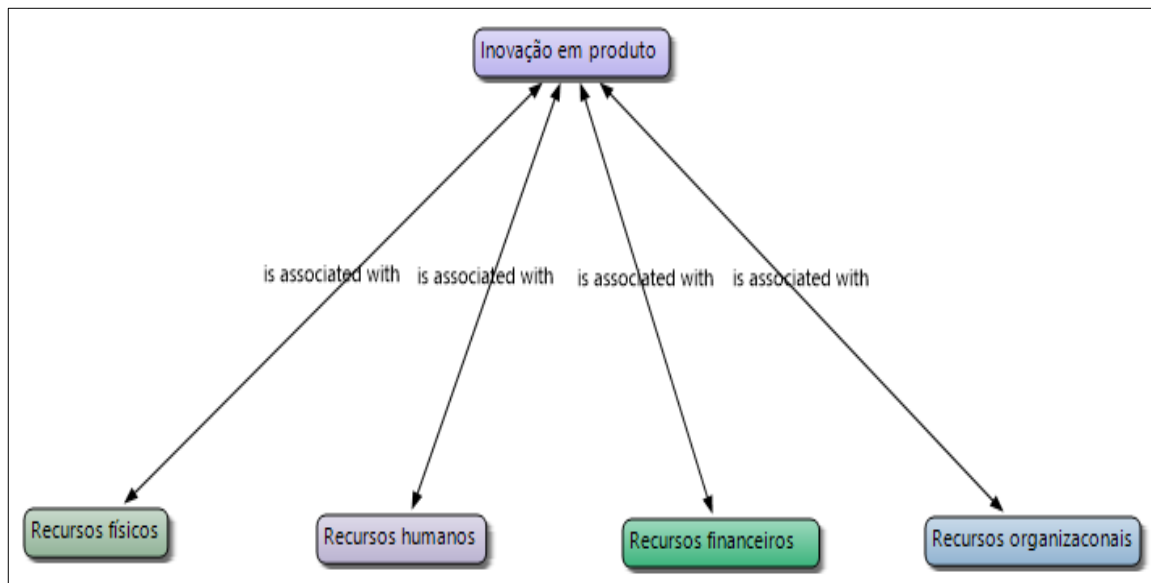 Inovação em produto
is associated with
is associated with
is associated with
is associated with
Recursos físicos
Recursos humanos
Recursos financeiros
Recursos organizaconais